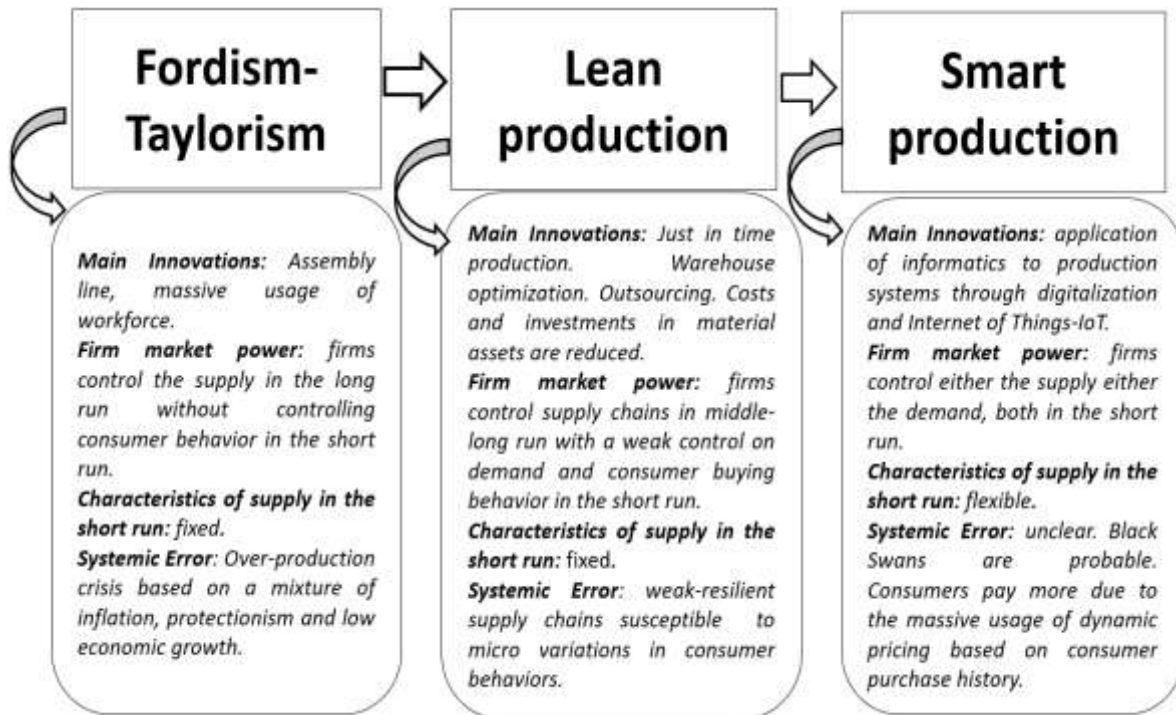 Fordism-
Taylorism
Main Innovations: Assembly
line, massive usage of
workforce.
Firm market power: firms
control the supply in the long
run without controlling
consumer behavior in the short
run.
Characteristics of supply in the
short run: fixed.
Systemic Error: Over-production
crisis based on a mixture of
inflation, protectionism and low
economic growth.
Lean
production
Main Innovations: Just in time
production. Warehouse
optimization. Outsourcing. Costs
and investments in material
assets are reduced.
Firm market power: firms
control supply chains in middle-
long run with a weak control on
demand and consumer buying
behavior in the short run.
Characteristics of supply in the
short run: fixed.
Systemic Error: weak-resilient
supply chains susceptible to
micro variations in consumer
behaviors.
Smart
production
Main Innovations: application
of informatics to production
systems through digitalization
and Internet of Things-IoT.
Firm market power: firms
control either the supply either
the demand, both in the short
run.
Characteristics of supply in the
short run: flexible.
Systemic Error: unclear. Black
Swans are probable.
Consumers pay more due to
the massive usage of dynamic
pricing based on consumer
purchase history.